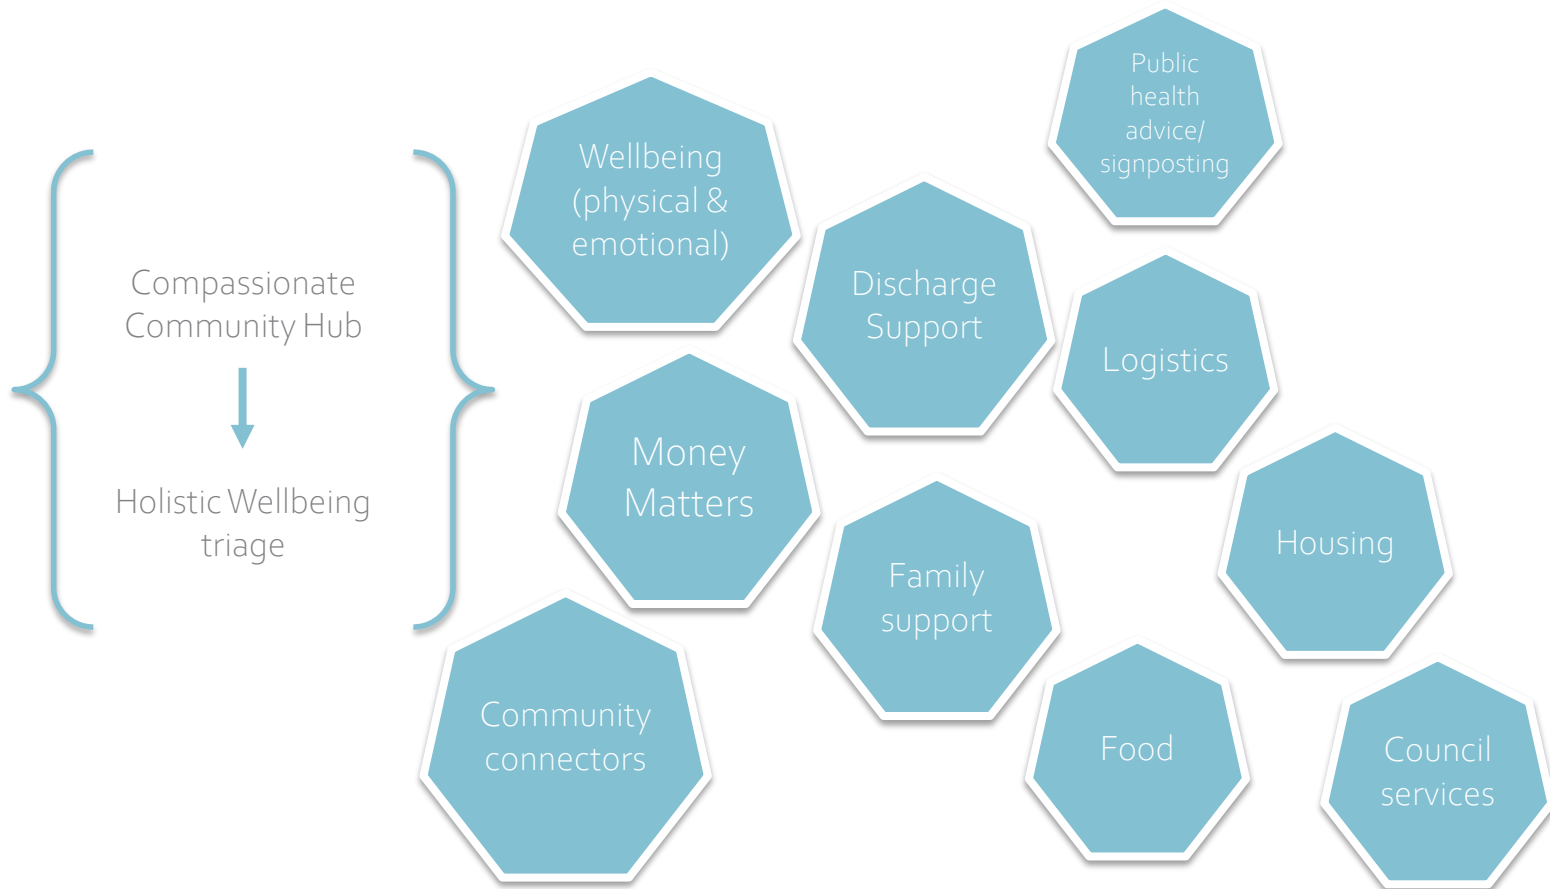 Compassionate
Community Hub
Holistic Wellbeing
triage
Wellbeing
(physical &
emotional)
Public
health
advice/
signposting
Discharge
Support
Logistics
Money
Matters
Family
support
Housing
Community
connectors
Food
Council
services